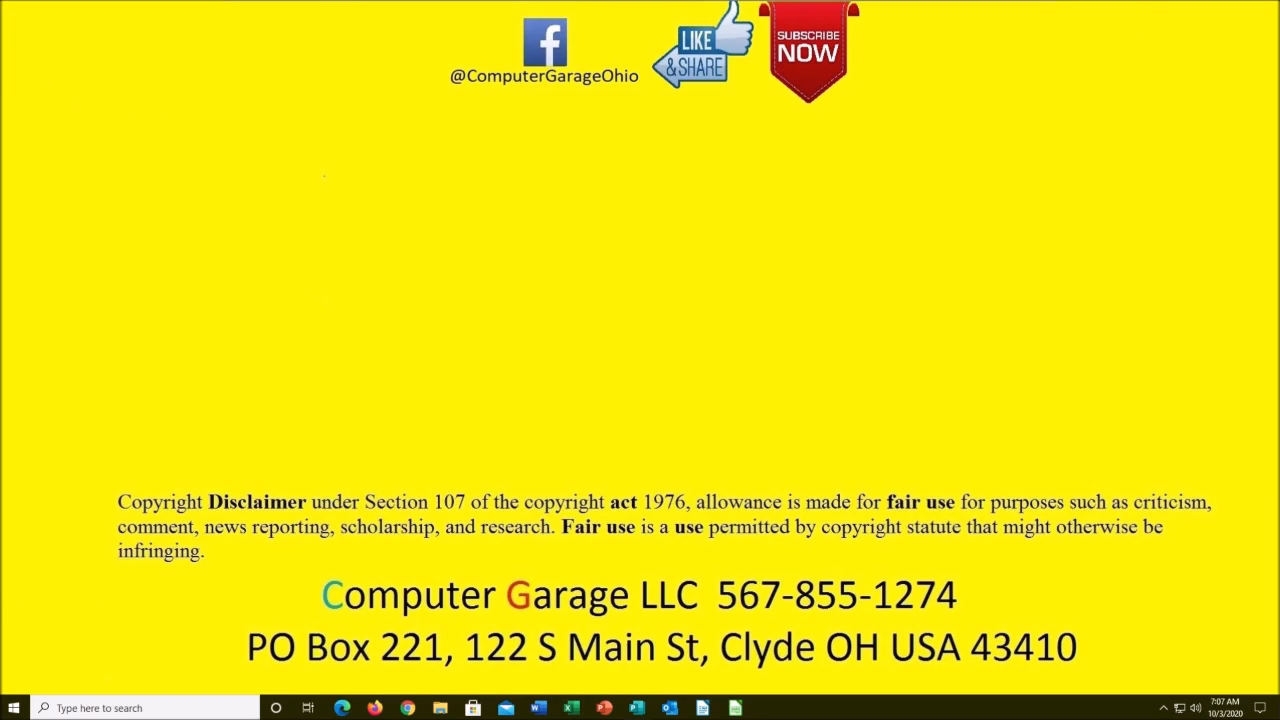 LIKE
& SHARE
SUBSCRIBE
NOW
@ComputerGarageOhio
Copyright Disclaimer under Section 107 of the copyright act 1976, allowance is made for fair use for purposes such as criticism,
comment, news reporting, scholarship, and research. Fair use is a use permitted by copyright statute that might otherwise be
infringing.
Computer Garage LLC 567-855-1274
PO Box 221, 122 S Main St, Clyde OH USA 43410
Type here to search
7:07 AM
10/3/2020